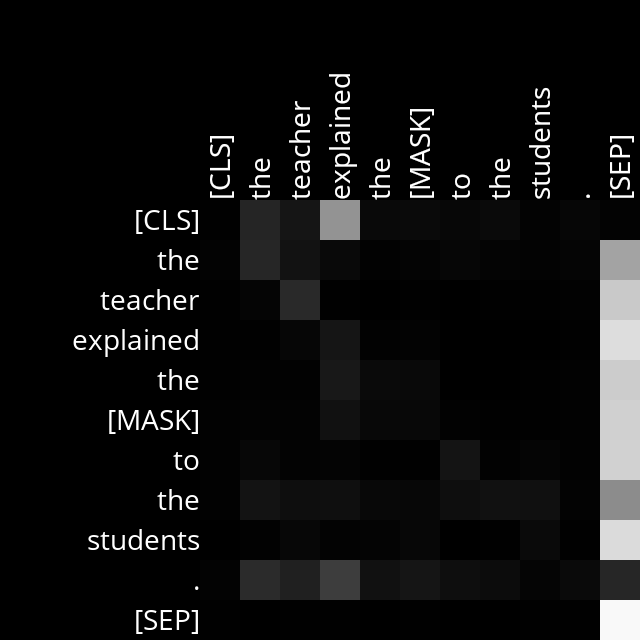 [CLS] the teacher explained the [MASK] to the students . [SEP]
[CLS]
the
teacher
explained
the
[MASK]
to
the
students
.
[SEP]